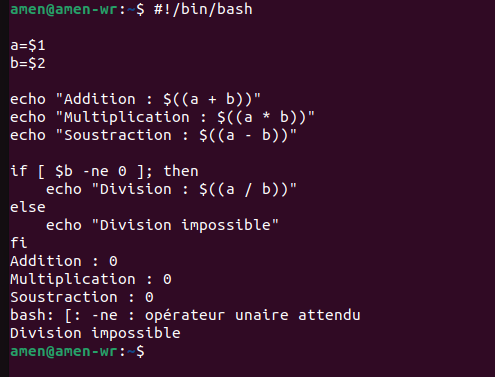 amen@amen-wr:~$ #!/bin/bash
a=$1
b=$2
echo "Addition : $((a + b))"
echo "Multiplication : $((a * b))"
echo "Soustraction : $((a - b))"
if [ $b -ne 0 ]; then
    echo "Division : $((a / b))"
else
    echo "Division impossible"
fi
Addition : 0
Multiplication : 0
Soustraction : 0
bash: [: -ne : opérateur unaire attendu
Division impossible
amen@amen-wr:~$